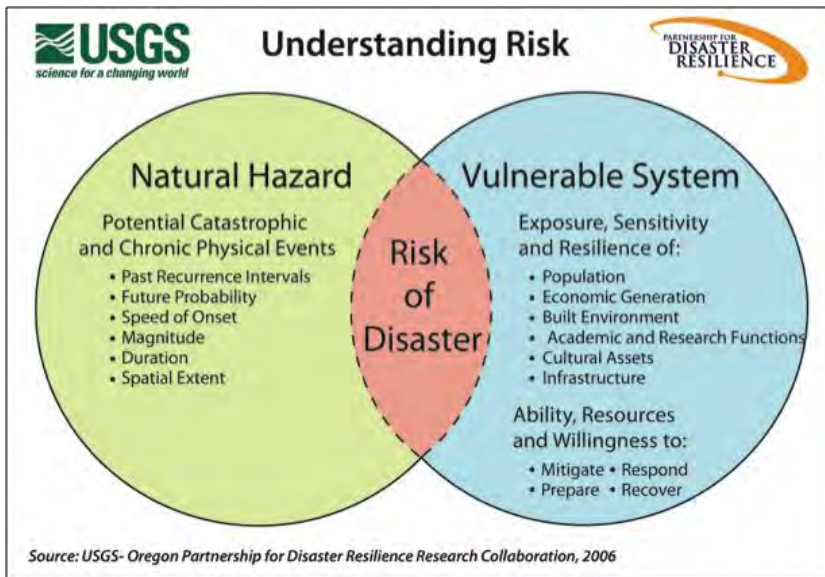 USGS
science for a changing world
Understanding Risk
PARTNERSHIP FOR
DISASTER
RESILIENCE
Natural Hazard
Potential Catastrophic
and Chronic Physical Events
• Past Recurrence Intervals
• Future Probability
• Speed of Onset
• Magnitude
• Duration
• Spatial Extent
Risk
of
Disaster
Vulnerable System
Exposure, Sensitivity
and Resilience of:
• Population
• Economic Generation
• Built Environment
• Academic and Research Functions
• Cultural Assets
• Infrastructure
Ability, Resources
and Willingness to:
• Mitigate • Respond
• Prepare • Recover
Source: USGS- Oregon Partnership for Disaster Resilience Research Collaboration, 2006